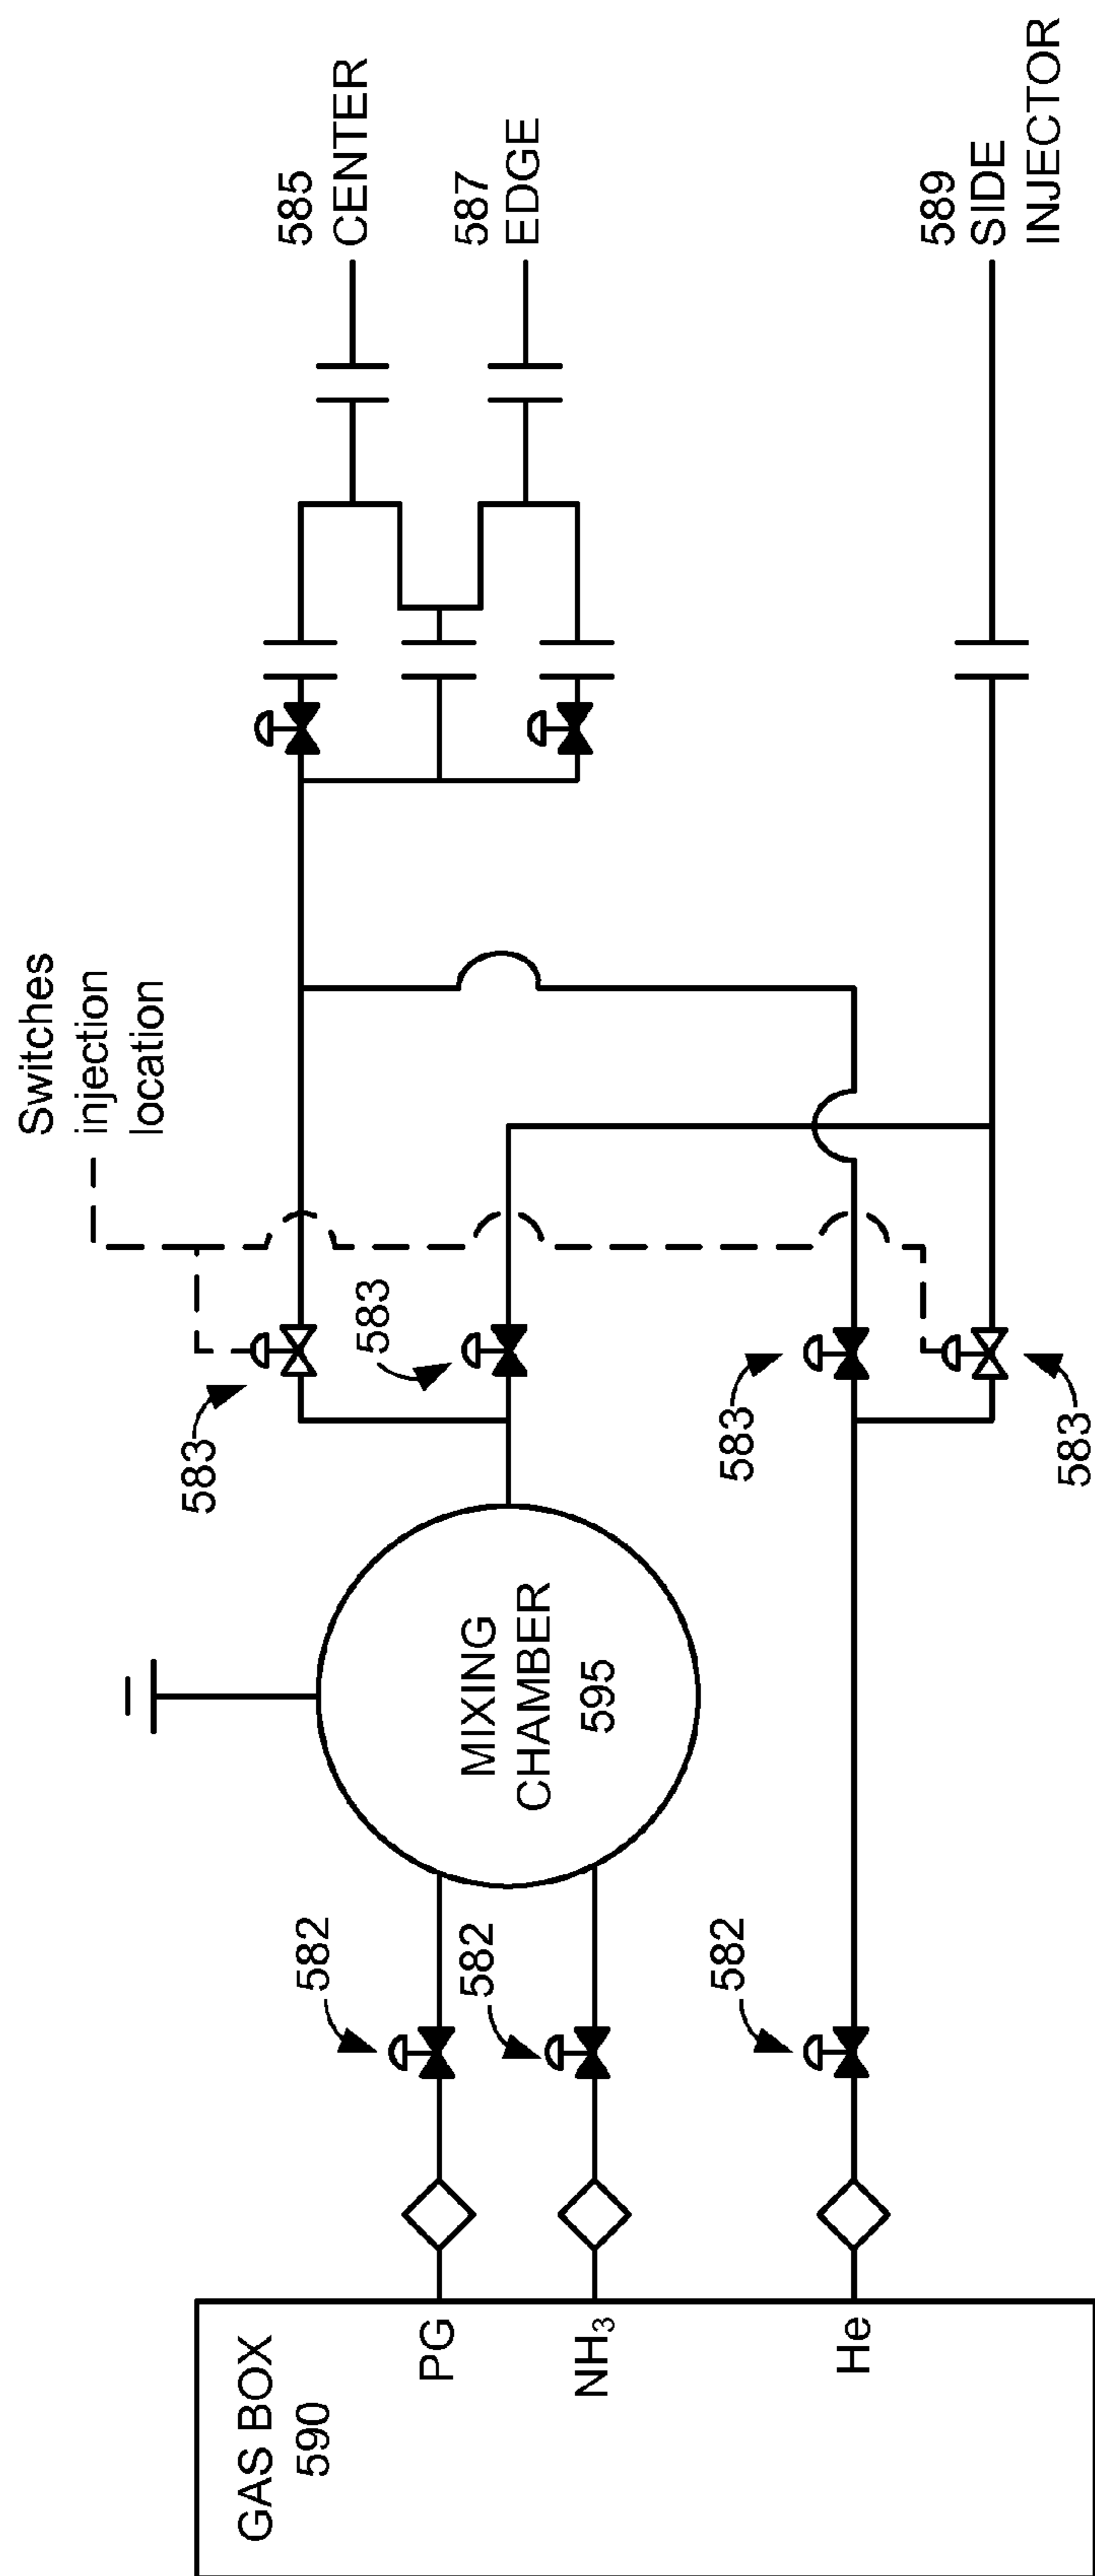 Switches
injection
location
585
CENTER
587
EDGE
589
SIDE
INJECTOR
583
583
583
583
MIXING
CHAMBER
595
582
582
582
GAS BOX
590
PG
NH₃
He